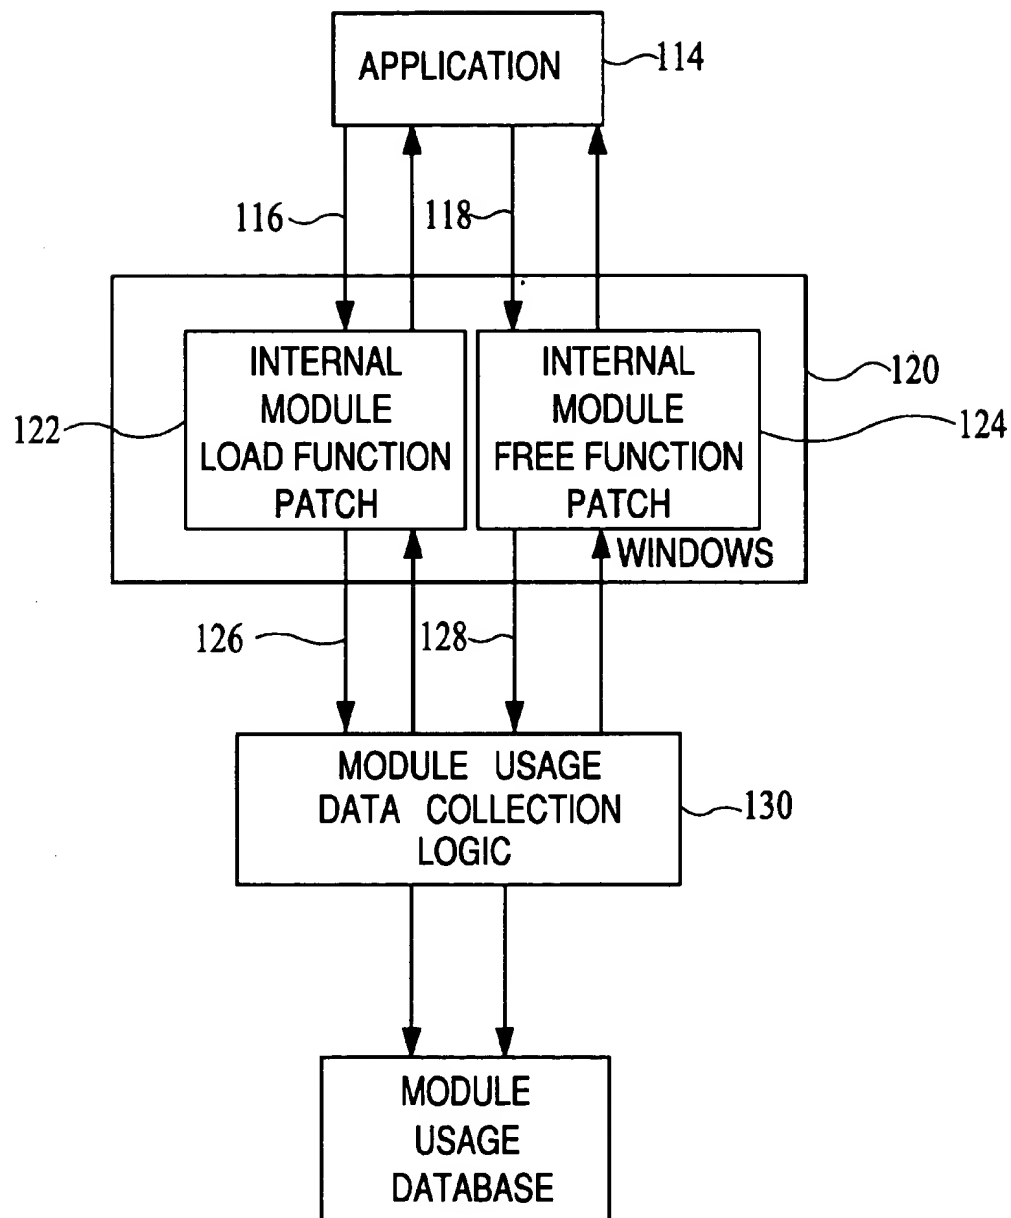 APPLICATION
114
116
118
INTERNAL
MODULE
LOAD FUNCTION
PATCH
INTERNAL
MODULE
FREE FUNCTION
PATCH
120
122
124
WINDOWS
126
128
MODULE USAGE
DATA COLLECTION
LOGIC
130
MODULE
USAGE
DATABASE